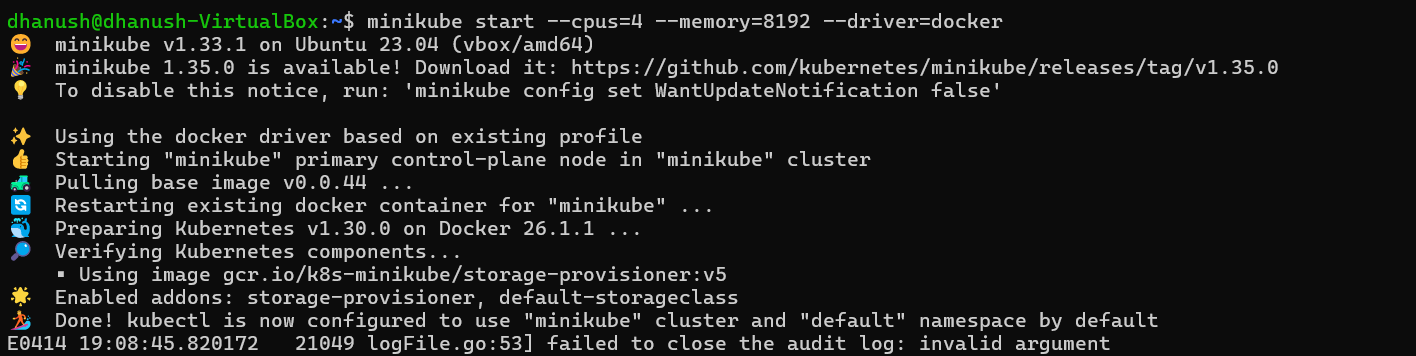 dhanush@dhanush-VirtualBox:~$ minikube start --cpus=4 --memory=8192 --driver=docker
😄 minikube v1.33.1 on Ubuntu 23.04 (vbox/amd64)
🎉 minikube 1.35.0 is available! Download it: https://github.com/kubernetes/minikube/releases/tag/v1.35.0
💡 To disable this notice, run: 'minikube config set WantUpdateNotification false'
✨ Using the docker driver based on existing profile
👍 Starting "minikube" primary control-plane node in "minikube" cluster
🚜 Pulling base image v0.0.44 ...
🔄 Restarting existing docker container for "minikube" ...
🐳 Preparing Kubernetes v1.30.0 on Docker 26.1.1 ...
🔎 Verifying Kubernetes components...
▪ Using image gcr.io/k8s-minikube/storage-provisioner:v5
🌟 Enabled addons: storage-provisioner, default-storageclass
🏄 Done! kubectl is now configured to use "minikube" cluster and "default" namespace by default
E0414 19:08:45.820172 21049 logFile.go:53] failed to close the audit log: invalid argument